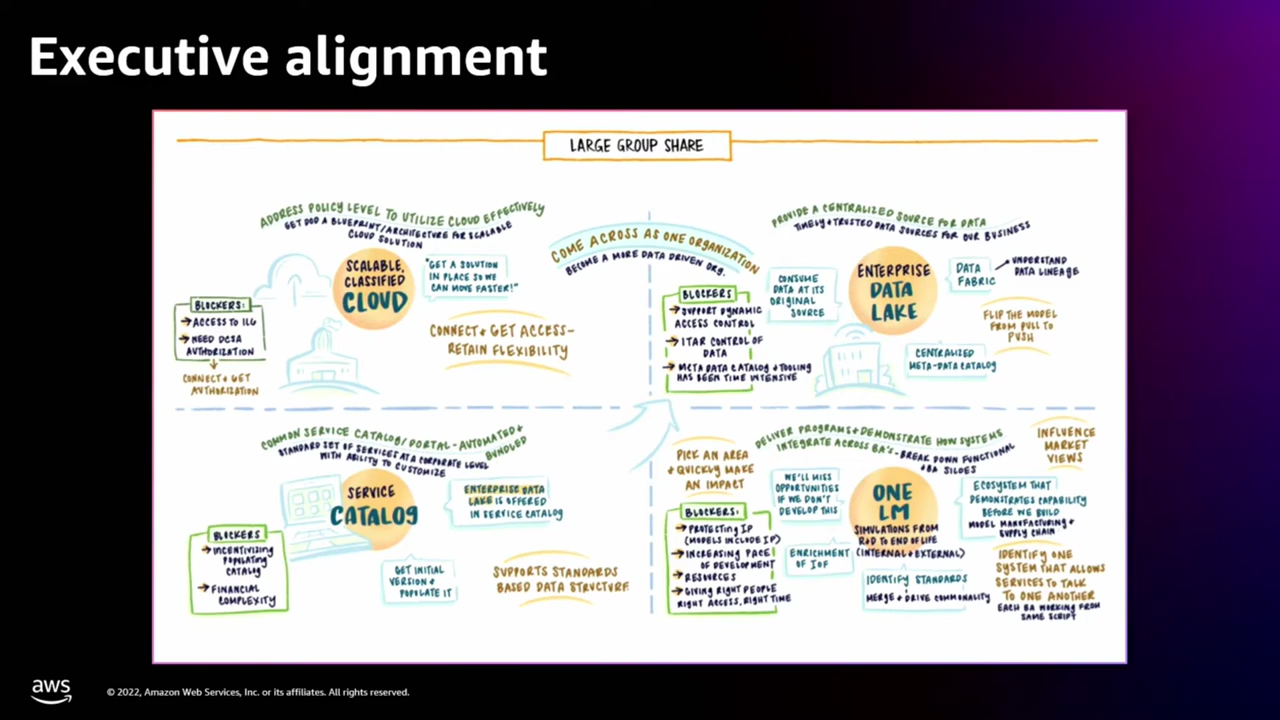 Executive alignment
LARGE GROUP SHARE
ADDRESS POLICY LEVEL TO UTILIZE CLOUD EFFECTIVELY
GET DOD A BLUEPRINT/ARCHITECTURE FOR SCALABLE
CLOUD SOLUTION
SCALABLE,
CLASSIFIED
CLOUD
"GET A SOLUTION
IN PLACE SO WE
CAN MOVE FASTER!"
BLOCKERS:
→ ACCESS TO ILG
→ NEED DCSA
AUTHORIZATION
CONNECT + GET
AUTHORIZATION
CONNECT + GET ACCESS-
RETAIN FLEXIBILITY
COME ACROSS AS ONE ORGANIZATION
BECOME A MORE DATA DRIVEN ORG.
PROVIDE A CENTRALIZED SOURCE FOR DATA
TIMELY + TRUSTED DATA SOURCES FOR OUR BUSINESS
BLOCKERS
→ SUPPORT DYNAMIC
ACCESS CONTROL
→ ITAR CONTROL OF
DATA
→ META DATA CATALOG + TOOLING
HAS BEEN TIME INTENSIVE
CONSUME
DATA AT ITS
ORIGINAL
SOURCE
ENTERPRISE
DATA
LAKE
DATA
FABRIC
UNDERSTAND
DATA LINEAGE
FLIP THE MODEL
FROM PULL TO
PUSH
CENTRALIZED
META-DATA CATALOG
COMMON SERVICE CATALOG/PORTAL-AUTOMATED +
BUNDLED
STANDARD SET OF SERVICES AT A CORPORATE LEVEL
WITH ABILITY TO CUSTOMIZE
SERVICE
CATALOG
ENTERPRISE DATA
LAKE IS OFFERED
IN SERVICE CATALOG
BLOCKERS
→ INCENTIVIZING
POPULATING
CATALOG
→ FINANCIAL
COMPLEXITY
GET INITIAL
VERSION +
POPULATE IT
SUPPORTS STANDARDS
BASED DATA STRUCTURE
PICK AN AREA
+ QUICKLY MAKE
AN IMPACT
DELIVER PROGRAMS + DEMONSTRATE HOW SYSTEMS
INTEGRATE ACROSS BA'S - BREAK DOWN FUNCTIONAL
+ BA SILOES
INFLUENCE
MARKET
VIEWS
BLOCKERS:
→ PROTECTING IP
(MODELS INCLUDE IP)
→ INCREASING PACE
OF DEVELOPMENT
→ RESOURCES
→ GIVING RIGHT PEOPLE
RIGHT ACCESS, RIGHT TIME
WE'LL MISS
OPPORTUNITIES
IF WE DON'T
DEVELOP THIS
ENRICHMENT
OF IOF
ONE
LM
SIMULATIONS FROM
R+D TO END OF LIFE
(INTERNAL + EXTERNAL)
IDENTIFY STANDARDS
MERGE + DRIVE COMMONALITY
ECOSYSTEM THAT
DEMONSTRATES CAPABILITY
BEFORE WE BUILD
MODEL MANUFACTURING +
SUPPLY CHAIN
IDENTIFY ONE
SYSTEM THAT ALLOWS
SERVICES TO TALK
TO ONE ANOTHER
EACH BA WORKING FROM
SAME SCRIPT
aws
© 2022, Amazon Web Services, Inc. or its affiliates. All rights reserved.